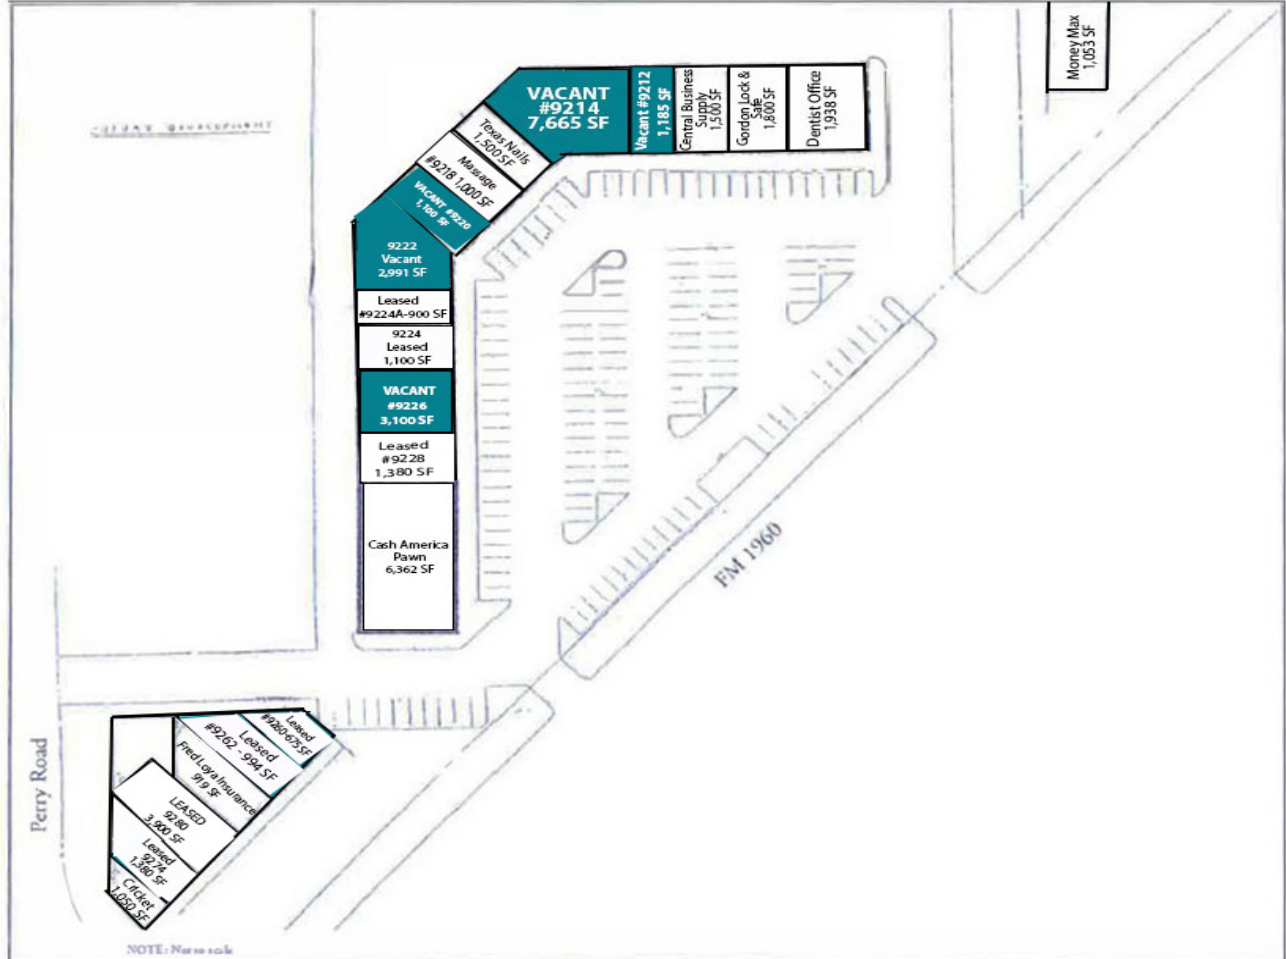 Money Max
1,053 SF
FUTURE DEVELOPMENT
VACANT
#9214
7,665 SF
Vacant #9212
1,185 SF
Central Business
Supply
1,500 SF
Gordon Lock &
Safe
1,800 SF
Dentist Office
1,938 SF
Texas Nails
1,500 SF
Massage
#9218 1,000 SF
VACANT #9220
1,100 SF
9222
Vacant
2,991 SF
Leased
#9224A-900 SF
9224
Leased
1,100 SF
VACANT
#9226
3,100 SF
Leased
#9228
1,380 SF
Cash America
Pawn
6,362 SF
FM 1960
Perry Road
Leased
#9260-675 SF
Leased
#9262 - 994 SF
Fred Loya Insurance
919 SF
LEASED
9280
3,900 SF
Leased
9274
1,380 SF
Cricket
1,050 SF
NOTE: Not to scale